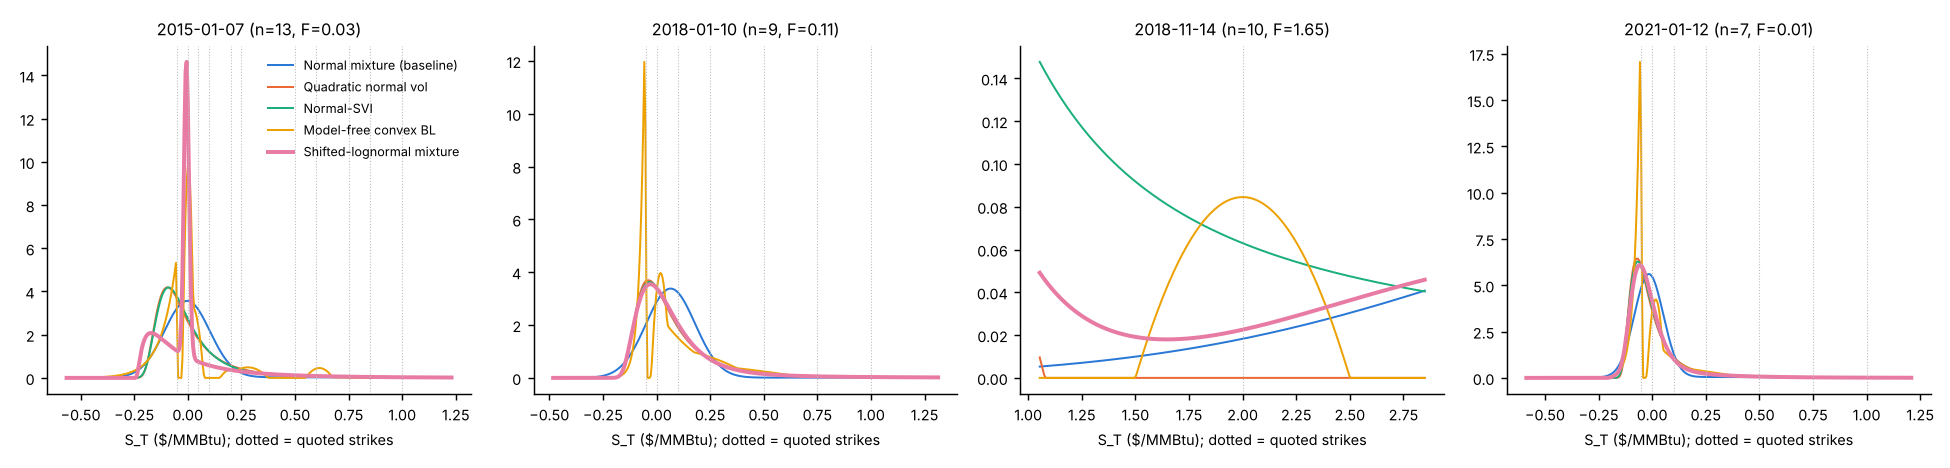 2015-01-07 (n=13, F=0.03)
Normal mixture (baseline)
Quadratic normal vol
Normal-SVI
Model-free convex BL
Shifted-lognormal mixture
14
12
10
8
6
4
2
0
−0.50 −0.25 0.00 0.25 0.50 0.75 1.00 1.25
S_T ($/MMBtu); dotted = quoted strikes
2018-01-10 (n=9, F=0.11)
12
10
8
6
4
2
0
−0.50 −0.25 0.00 0.25 0.50 0.75 1.00 1.25
S_T ($/MMBtu); dotted = quoted strikes
2018-11-14 (n=10, F=1.65)
0.14
0.12
0.10
0.08
0.06
0.04
0.02
0.00
1.00 1.25 1.50 1.75 2.00 2.25 2.50 2.75
S_T ($/MMBtu); dotted = quoted strikes
2021-01-12 (n=7, F=0.01)
17.5
15.0
12.5
10.0
7.5
5.0
2.5
0.0
−0.50 −0.25 0.00 0.25 0.50 0.75 1.00 1.25
S_T ($/MMBtu); dotted = quoted strikes